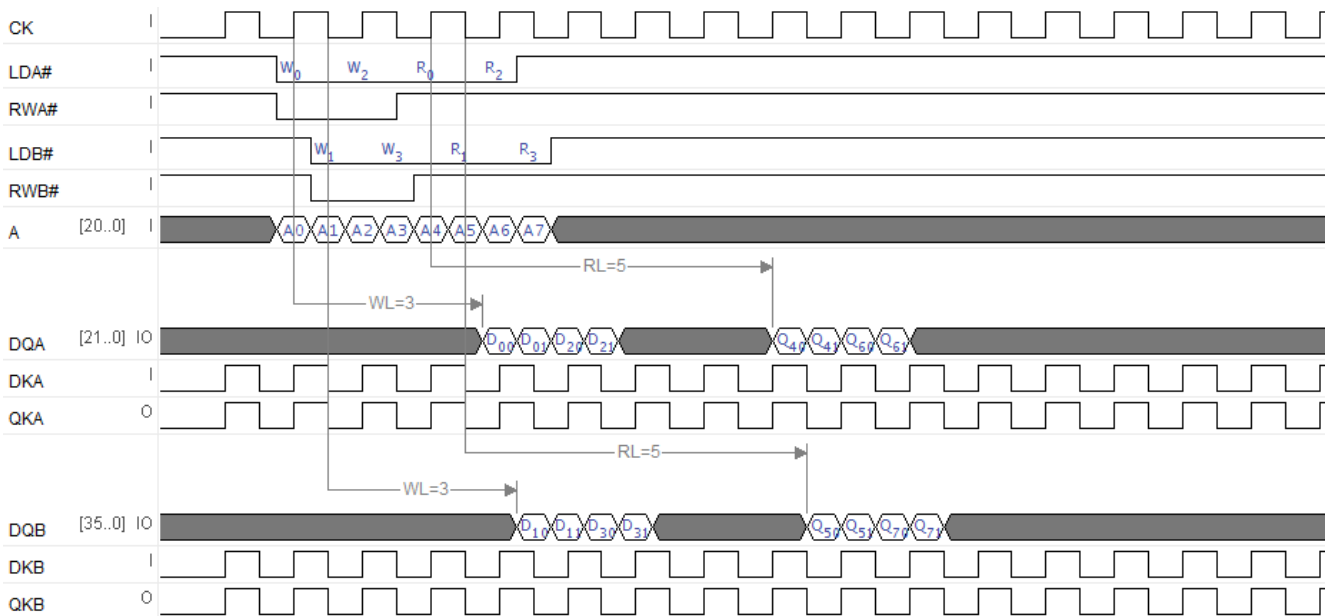 CK I
LDA# I W0 W2 R0 R2
RWA# I
LDB# I W1 W3 R1 R3
RWB# I
A [20..0] I A0 A1 A2 A3 A4 A5 A6 A7
RL=5
WL=3
DQA [21..0] IO D00 D01 D20 D21 Q40 Q41 Q60 Q61
DKA I
QKA O
RL=5
WL=3
DQB [35..0] IO D10 D11 D30 D31 Q50 Q51 Q70 Q71
DKB I
QKB O